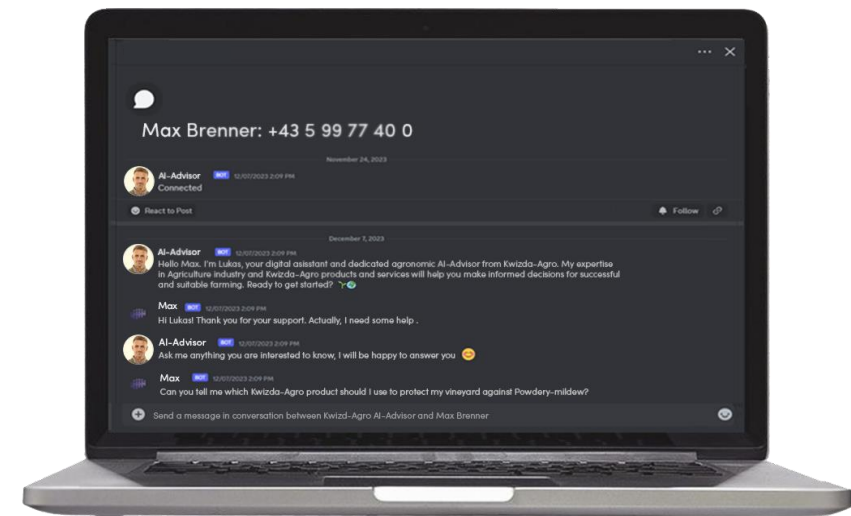 Max Brenner: +43 5 99 77 40 0
November 24, 2023
AI-Advisor BOT 12/07/2023 2:09 PM
Connected
React to Post
Follow
December 7, 2023
AI-Advisor BOT 12/07/2023 2:09 PM
Hello Max. I'm Lukas, your digital asisstant and dedicated agronomic AI-Advisor from Kwizda-Agro. My expertise
in Agriculture industry and Kwizda-Agro products and services will help you make informed decisions for successful
and suitable farming. Ready to get started?
Max BOT 12/07/2023 2:09 PM
Hi Lukas! Thank you for your support. Actually, I need some help .
AI-Advisor BOT 12/07/2023 2:09 PM
Ask me anything you are interested to know, I will be happy to answer you
Max BOT 12/07/2023 2:09 PM
Can you tell me which Kwizda-Agro product should I use to protect my vineyard against Powdery-mildew?
Send a message in conversation between Kwizd-Agro AI-Advisor and Max Brenner